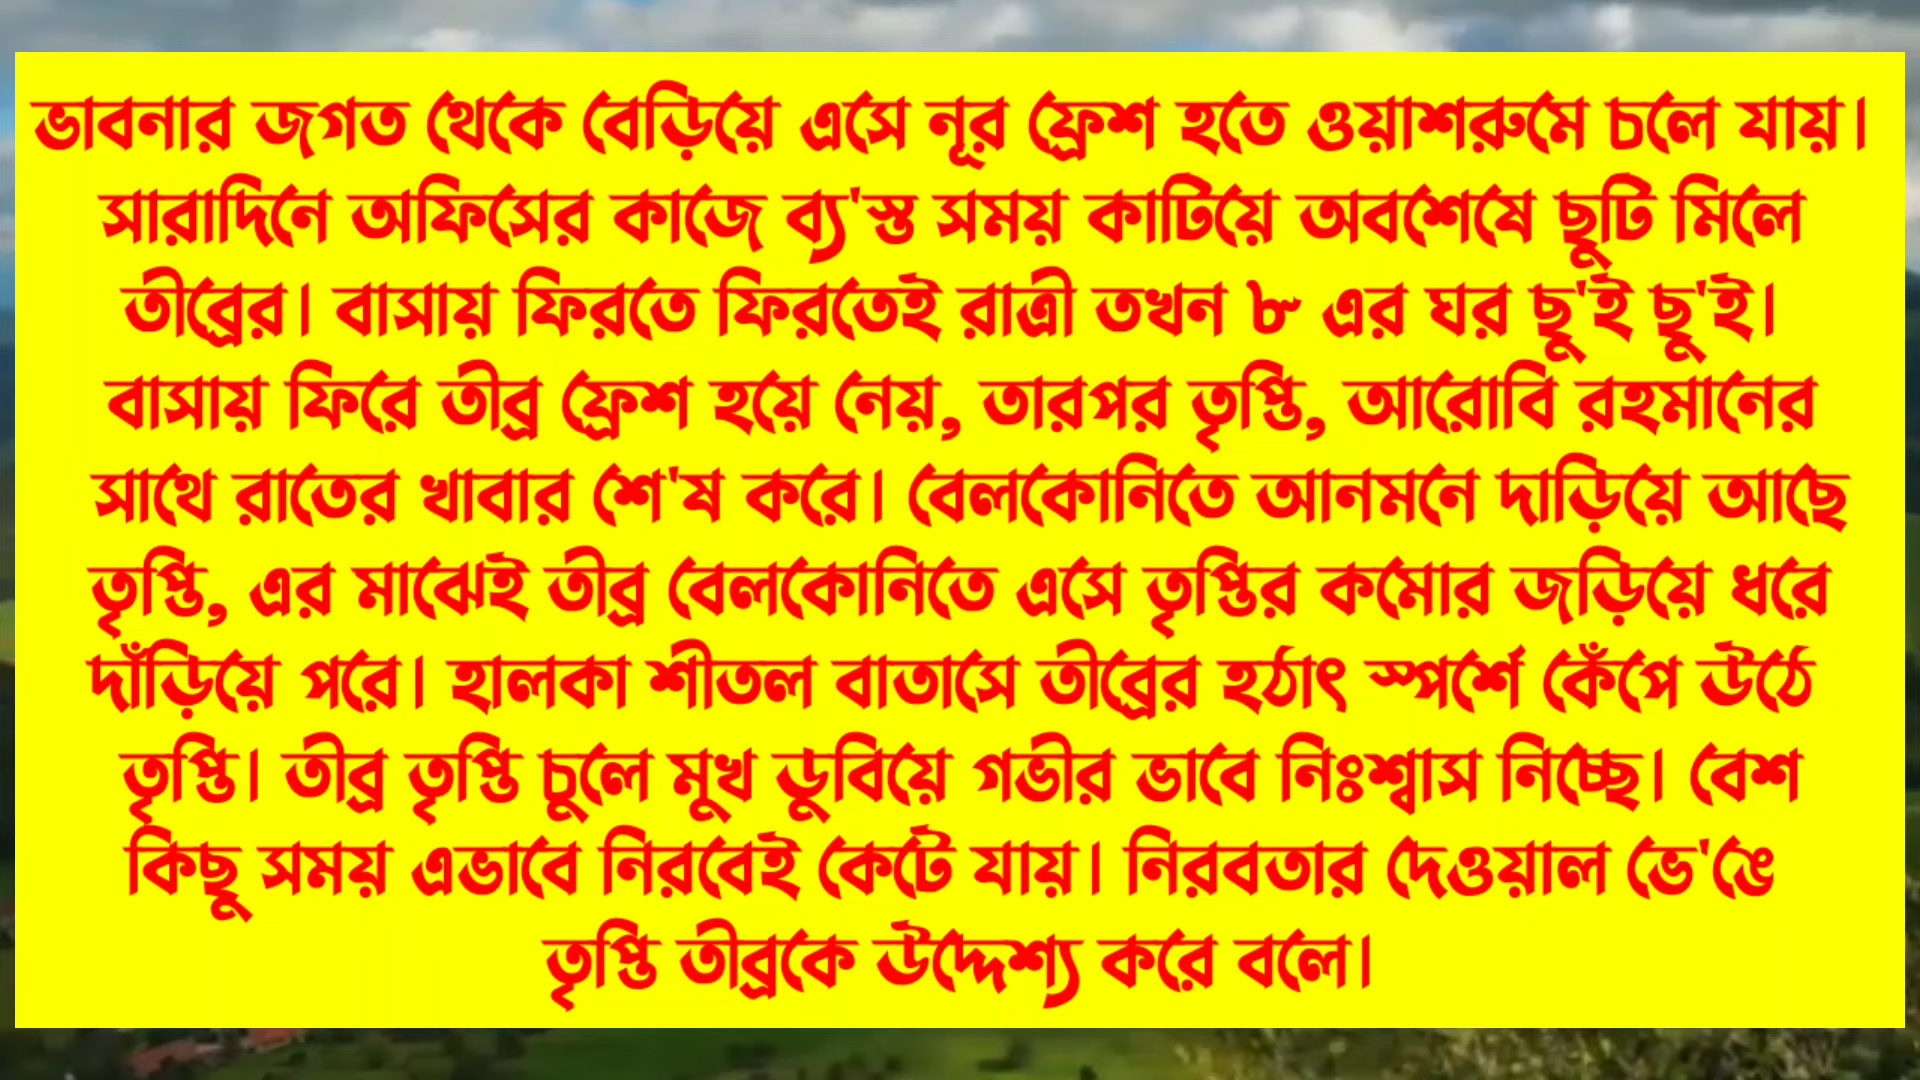 ভাবনার জগত থেকে বেড়িয়ে এসে নূর ফ্রেশ হতে ওয়াশরুমে চলে যায়।
সারাদিনে অফিসের কাজে ব্য'স্ত সময় কাটিয়ে অবশেষে ছুটি মিলে
তীব্রের। বাসায় ফিরতে ফিরতেই রাত্রী তখন ৮ এর ঘর ছু'ই ছু'ই।
বাসায় ফিরে তীব্র ফ্রেশ হয়ে নেয়, তারপর তৃপ্তি, আরোবি রহমানের
সাথে রাতের খাবার শে'ষ করে। বেলকোনিতে আনমনে দাড়িয়ে আছে
তৃপ্তি, এর মাঝেই তীব্র বেলকোনিতে এসে তৃপ্তির কমোর জড়িয়ে ধরে
দাঁড়িয়ে পরে। হালকা শীতল বাতাসে তীব্রের হঠাৎ স্পর্শে কেঁপে উঠে
তৃপ্তি। তীব্র তৃপ্তি চুলে মুখ ডুবিয়ে গভীর ভাবে নিঃশ্বাস নিচ্ছে। বেশ
কিছু সময় এভাবে নিরবেই কেটে যায়। নিরবতার দেওয়াল ভে'ঙে
তৃপ্তি তীব্রকে উদ্দেশ্য করে বলে।